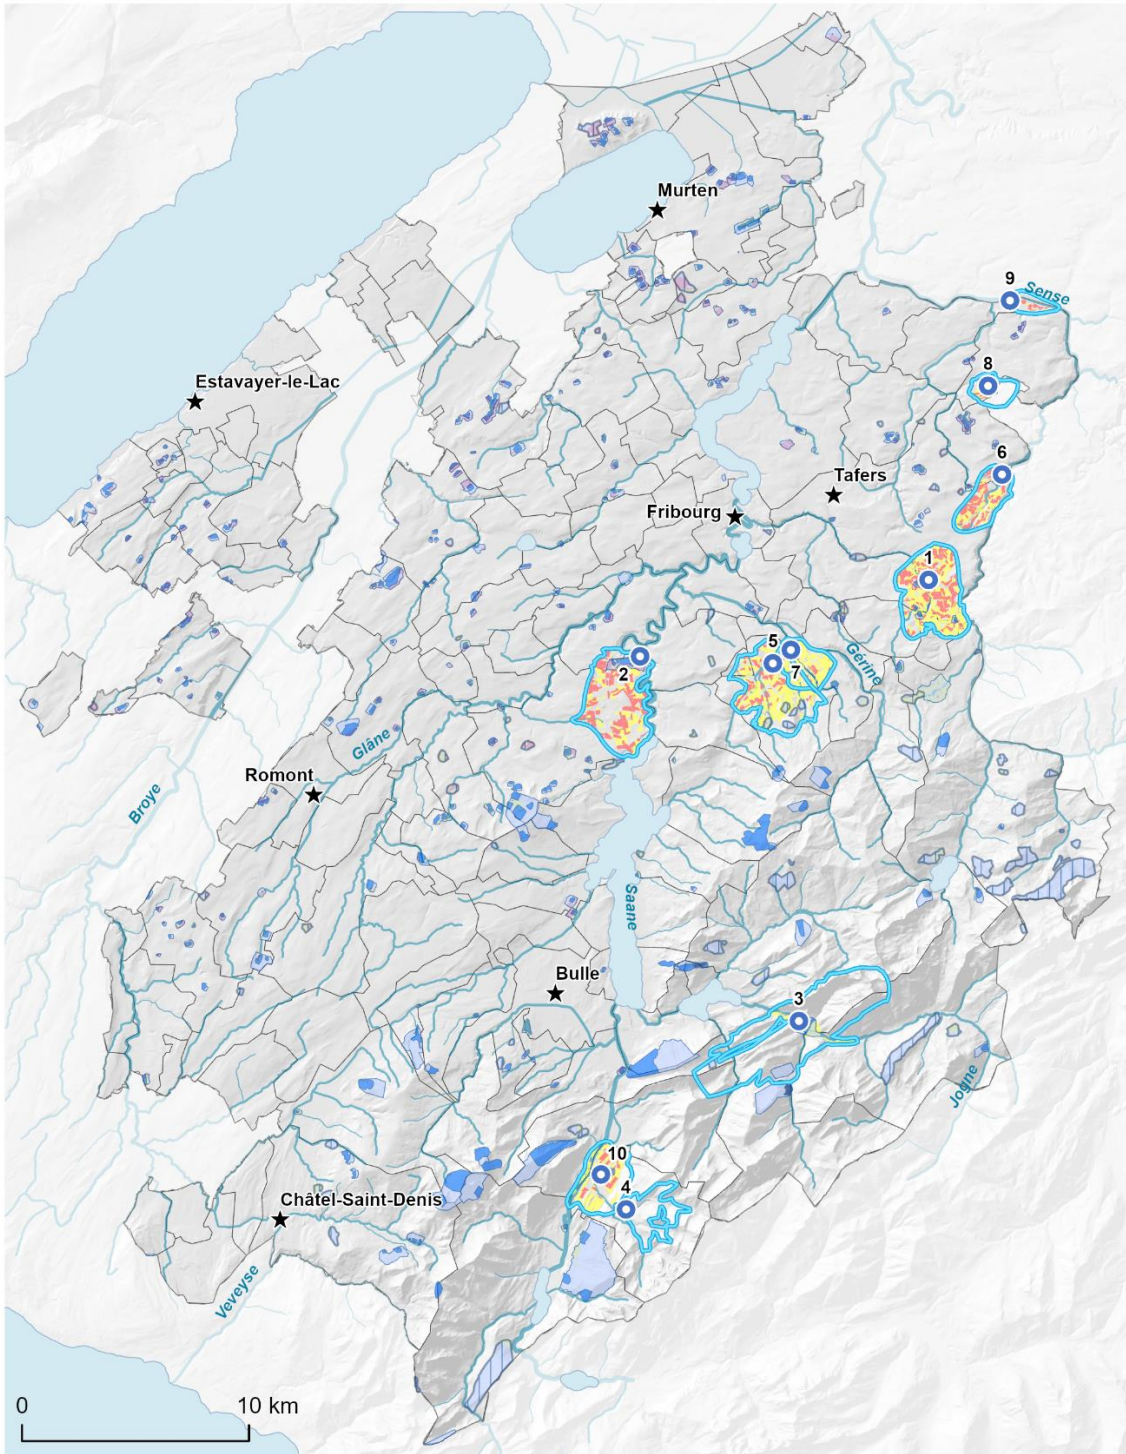 Murten
9
Sense
Estavayer-le-Lac
8
6
Tafers
Fribourg
1
5
2
7
Gérine
Glâne
Romont
Broye
Saane
Bulle
3
Jogne
10
4
Châtel-Saint-Denis
Veveyse
0 10 km